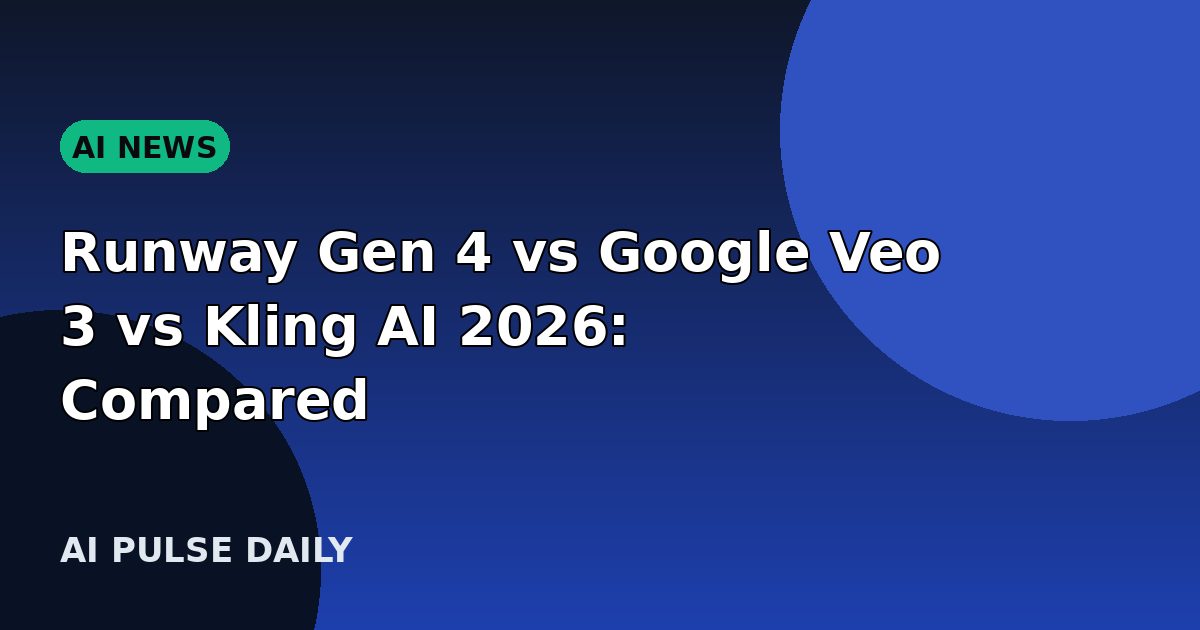 AI NEWS
Runway Gen 4 vs Google Veo
3 vs Kling AI 2026:
Compared
AI PULSE DAILY